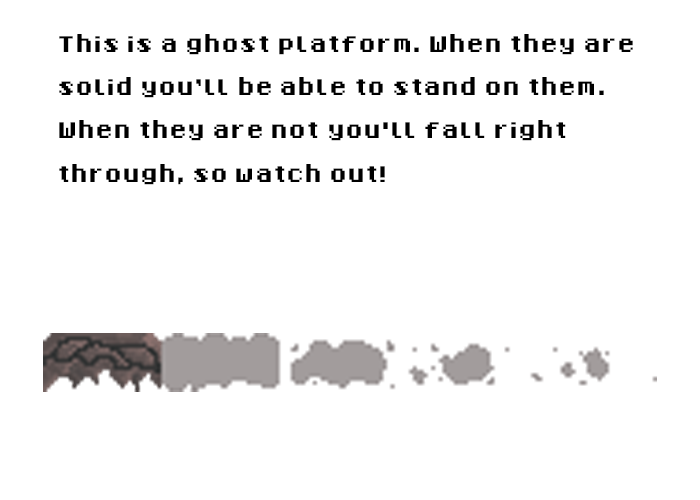 This is a ghost platform. When they are
solid you'll be able to stand on them.
When they are not you'll fall right
through, so watch out!